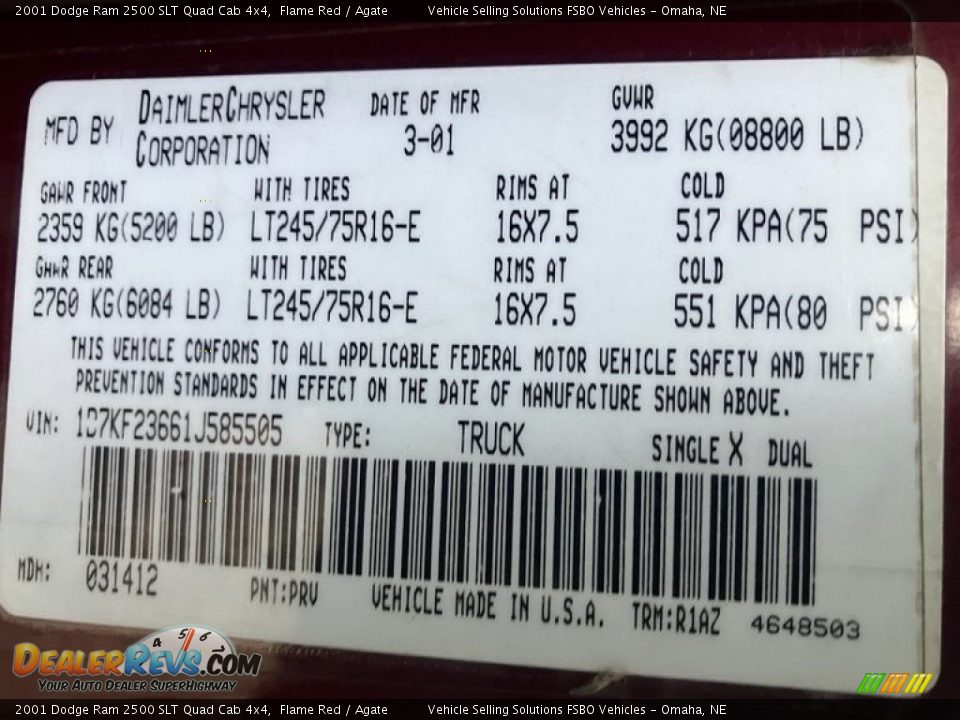 2001 Dodge Ram 2500 SLT Quad Cab 4x4, Flame Red / Agate Vehicle Selling Solutions FSBO Vehicles - Omaha, NE
MFD BY DAIMLERCHRYSLER CORPORATION DATE OF MFR 3-01 GVWR 3992 KG(08800 LB)
GAWR FRONT WITH TIRES RIMS AT COLD
2359 KG(5200 LB) LT245/75R16-E 16X7.5 517 KPA(75 PSI)
GAWR REAR WITH TIRES RIMS AT COLD
2760 KG(6084 LB) LT245/75R16-E 16X7.5 551 KPA(80 PSI)
THIS VEHICLE CONFORMS TO ALL APPLICABLE FEDERAL MOTOR VEHICLE SAFETY AND THEFT
PREVENTION STANDARDS IN EFFECT ON THE DATE OF MANUFACTURE SHOWN ABOVE.
VIN: 1B7KF23661J585505 TYPE: TRUCK SINGLE X DUAL
MDH: 031412 PNT:PRV VEHICLE MADE IN U.S.A. TRM:R1AZ 4648503
4 5 6
DEALERREVS.COM
YOUR AUTO DEALER SUPERHIGHWAY
2001 Dodge Ram 2500 SLT Quad Cab 4x4, Flame Red / Agate Vehicle Selling Solutions FSBO Vehicles - Omaha, NE